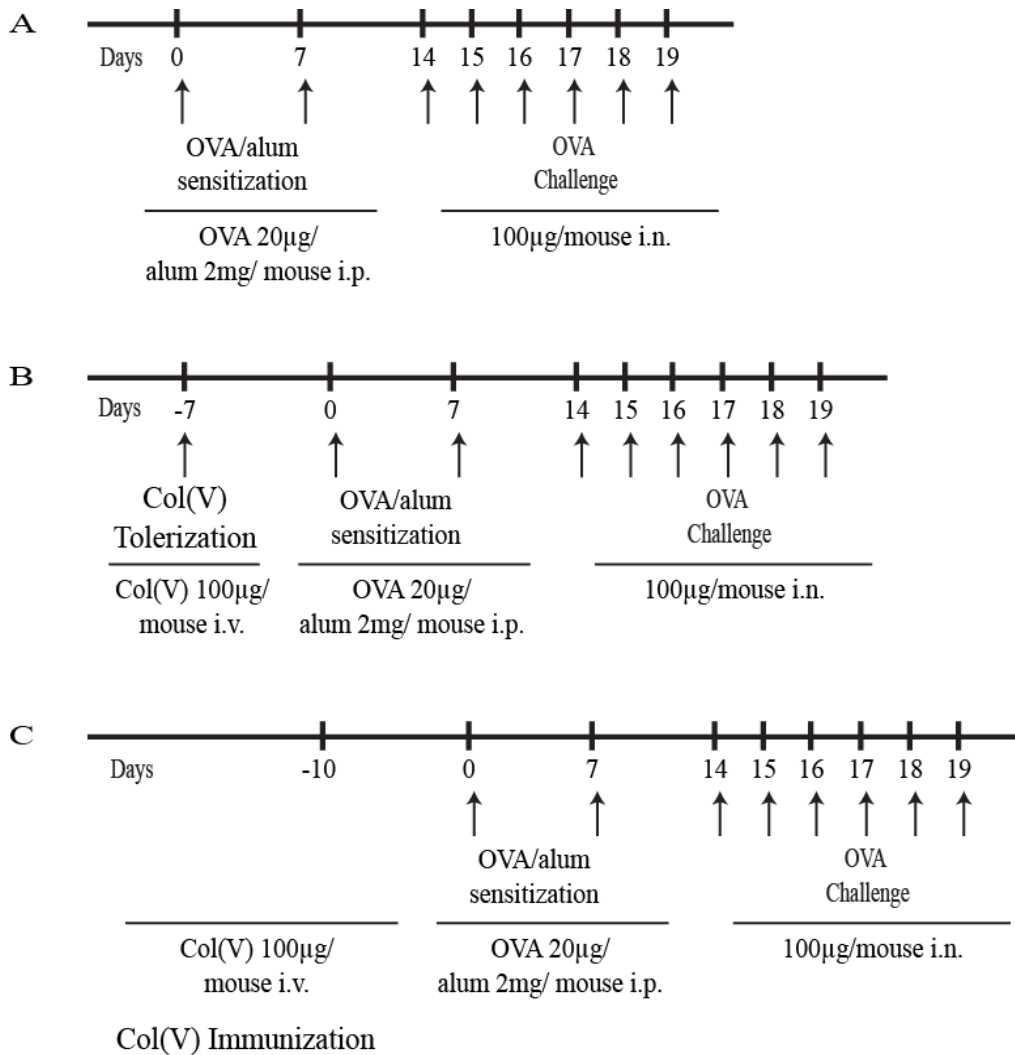 A
Days 0 7 14 15 16 17 18 19
OVA/alum
sensitization
OVA
Challenge
OVA 20µg/
alum 2mg/ mouse i.p.
100µg/mouse i.n.
B
Days -7 0 7 14 15 16 17 18 19
Col(V)
Tolerization
OVA/alum
sensitization
OVA
Challenge
Col(V) 100µg/
mouse i.v.
OVA 20µg/
alum 2mg/ mouse i.p.
100µg/mouse i.n.
C
Days -10 0 7 14 15 16 17 18 19
OVA/alum
sensitization
OVA
Challenge
Col(V) 100µg/
mouse i.v.
OVA 20µg/
alum 2mg/ mouse i.p.
100µg/mouse i.n.
Col(V) Immunization